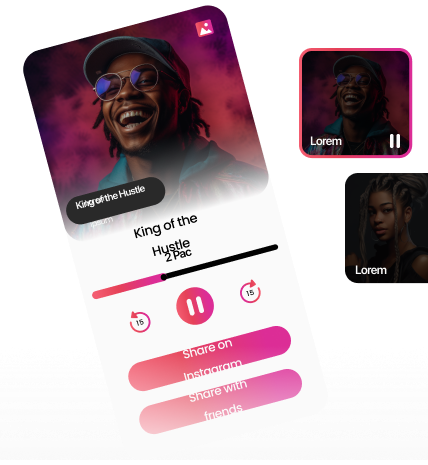 King of the Hustle
Ipsum
King of the
Hustle
2 Pac
15
15
Share on
Instagram
Share with
friends
Lorem
Lorem